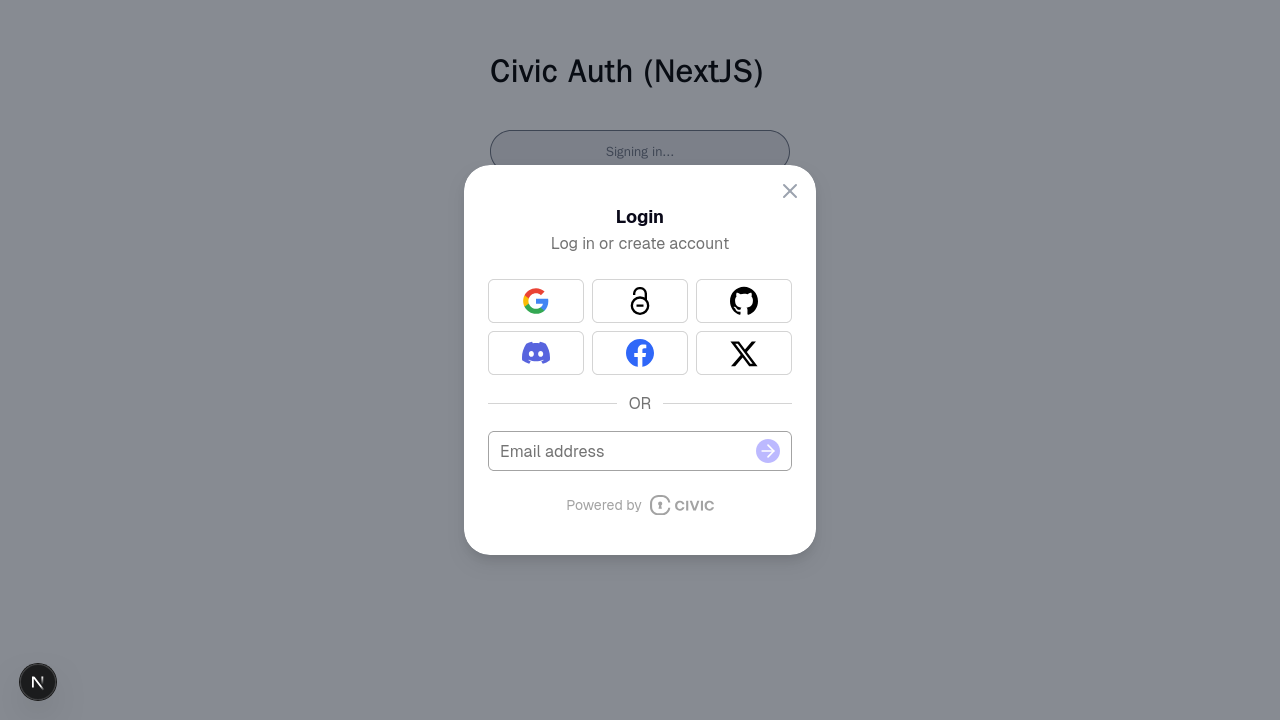 Civic Auth (NextJS)
Signing in...
Login
Log in or create account
OR
Email address
Powered by CIVIC
N